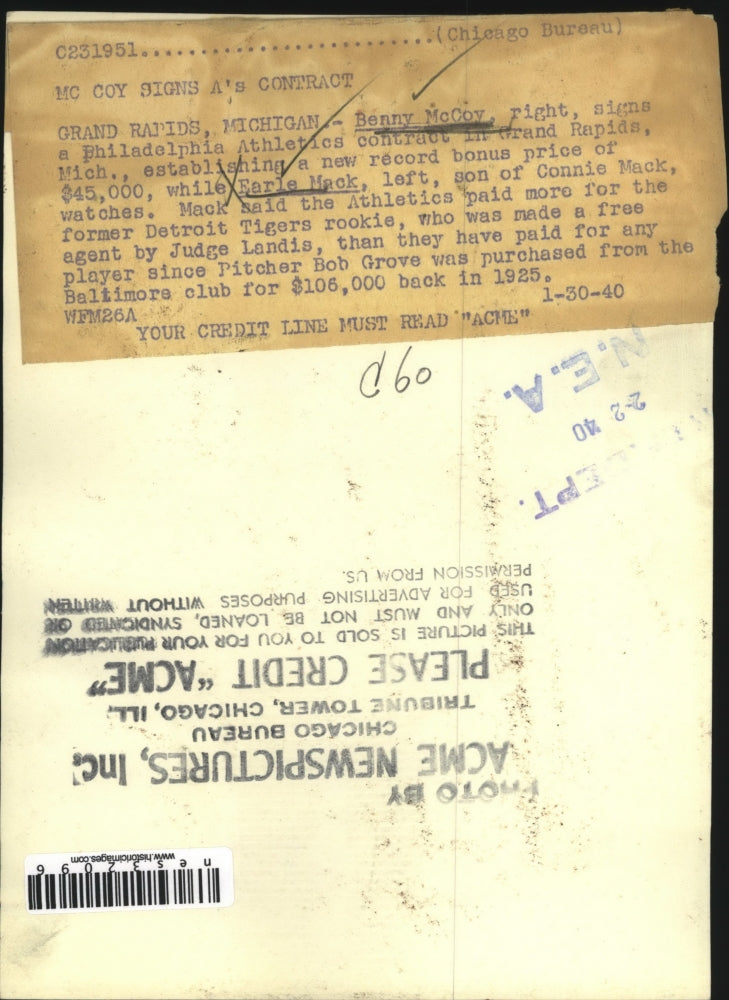 C231951..........................(Chicago Bureau)
MC COY SIGNS A's CONTRACT
GRAND RAPIDS, MICHIGAN.- Benny McCoy, right, signs
a Philadelphia Athletics contract in Grand Rapids,
Mich., establishing a new record bonus price of
$45,000, while Earle Mack, left, son of Connie Mack,
watches. Mack said the Athletics paid more for the
former Detroit Tigers rookie, who was made a free
agent by Judge Landis, than they have paid for any
player since Pitcher Bob Grove was purchased from the
Baltimore club for $106,000 back in 1925.
WFM26A 1-30-40
YOUR CREDIT LINE MUST READ "ACME"
C60
N.E.A.
2-2 40
EPT.
PHOTO BY
ACME NEWSPICTURES, Inc.
CHICAGO BUREAU
TRIBUNE TOWER, CHICAGO, ILL.
PLEASE CREDIT "ACME"
THIS PICTURE IS SOLD TO YOU FOR YOUR PUBLICATION
ONLY AND MUST NOT BE LOANED, SYNDICATED OR
USED FOR ADVERTISING PURPOSES WITHOUT WRITTEN
PERMISSION FROM US.
www.historicimages.com
nes32096